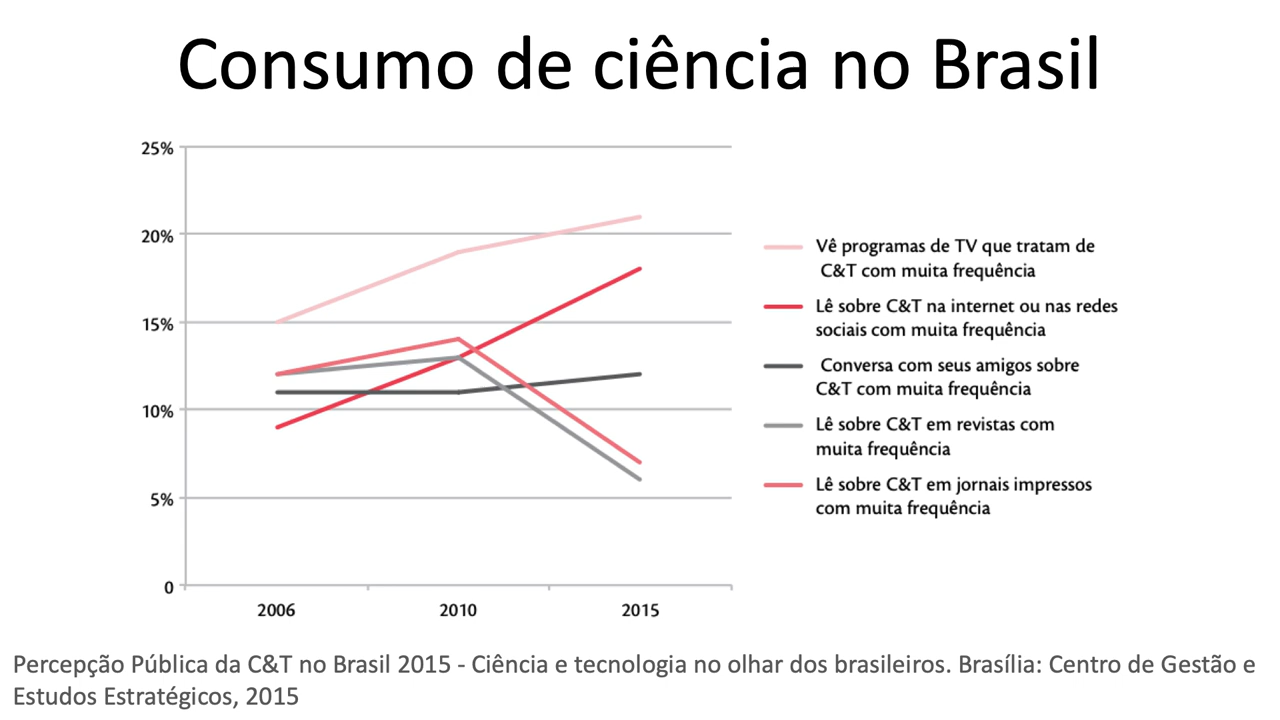 Consumo de ciência no Brasil
25%
20%
15%
10%
5%
0
2006
2010
2015
Vê programas de TV que tratam de
C&T com muita frequência
Lê sobre C&T na internet ou nas redes
sociais com muita frequência
Conversa com seus amigos sobre
C&T com muita frequência
Lê sobre C&T em revistas com
muita frequência
Lê sobre C&T em jornais impressos
com muita frequência
Percepção Pública da C&T no Brasil 2015 - Ciência e tecnologia no olhar dos brasileiros. Brasília: Centro de Gestão e
Estudos Estratégicos, 2015